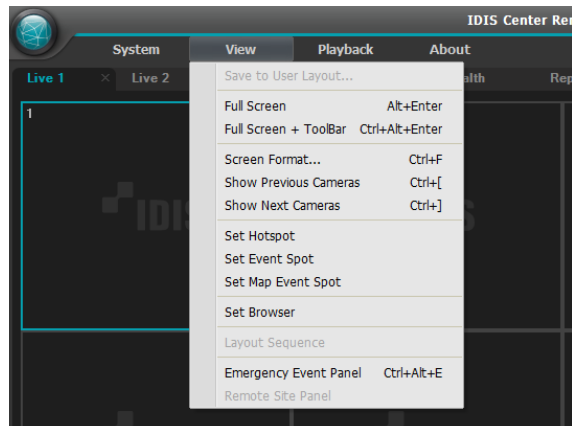 IDIS Center Re
System View Playback About
Live 1 × Live 2 alth Rep
1
Save to User Layout...
Full Screen Alt+Enter
Full Screen + ToolBar Ctrl+Alt+Enter
Screen Format... Ctrl+F
Show Previous Cameras Ctrl+[
Show Next Cameras Ctrl+]
IDIS S
Set Hotspot
Set Event Spot
Set Map Event Spot
Set Browser
Layout Sequence
Emergency Event Panel Ctrl+Alt+E
Remote Site Panel